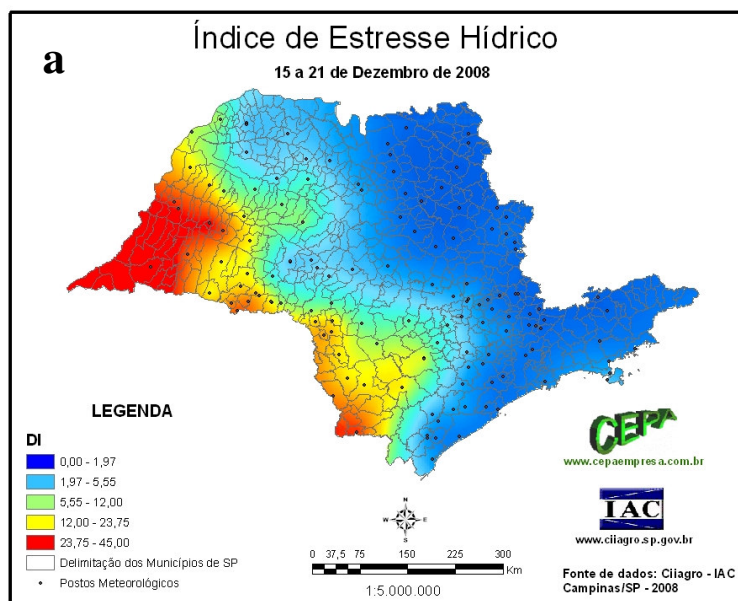 Índice de Estresse Hídrico
a
15 a 21 de Dezembro de 2008
LEGENDA
DI
0,00 - 1,97
1,97 - 5,55
5,55 - 12,00
12,00 - 23,75
23,75 - 45,00
Delimitação dos Municípios de SP
Postos Meteorológicos
N
W E
S
0 37,5 75 150 225 300
Km
1:5.000.000
CEPA
www.cepaempresa.com.br
IAC
www.ciiagro.sp.gov.br
Fonte de dados: Ciiagro - IAC
Campinas/SP - 2008